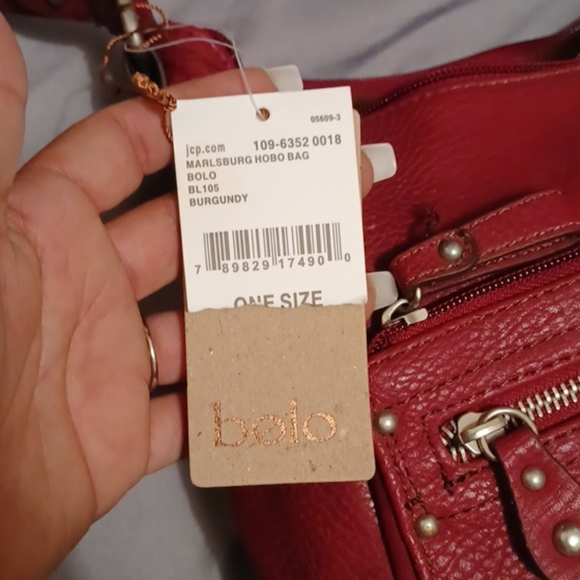 05609-3
jcp.com 109-6352 0018
MARLSBURG HOBO BAG
BOLO
BL105
BURGUNDY
7 89829 17490 0
ONE SIZE
bolo